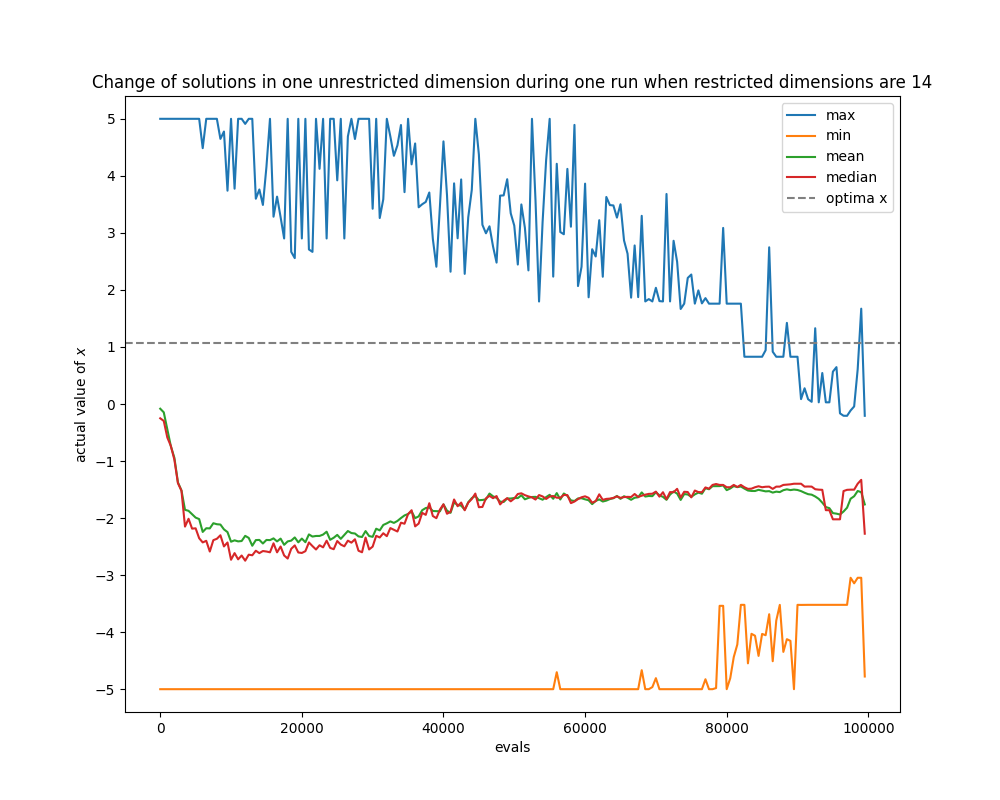 Change of solutions in one unrestricted dimension during one run when restricted dimensions are 14
max
min
mean
median
optima x
actual value of x
5
4
3
2
1
0
−1
−2
−3
−4
−5
0 20000 40000 60000 80000 100000
evals